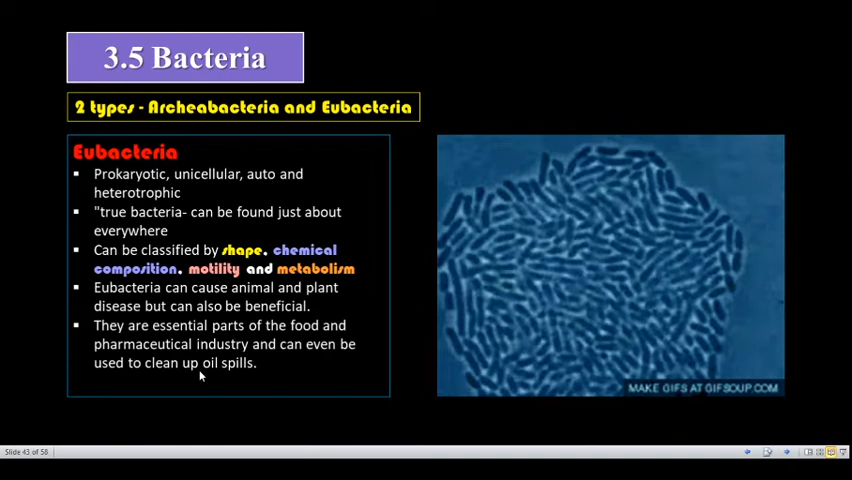 3.5 Bacteria
2 types - Archeabacteria and Eubacteria
Eubacteria
▪ Prokaryotic, unicellular, auto and
heterotrophic
▪ "true bacteria- can be found just about
everywhere
▪ Can be classified by shape, chemical
composition, motility and metabolism
▪ Eubacteria can cause animal and plant
disease but can also be beneficial.
▪ They are essential parts of the food and
pharmaceutical industry and can even be
used to clean up oil spills.
MAKE GIFS AT GIFSOUP.COM
Slide 43 of 58